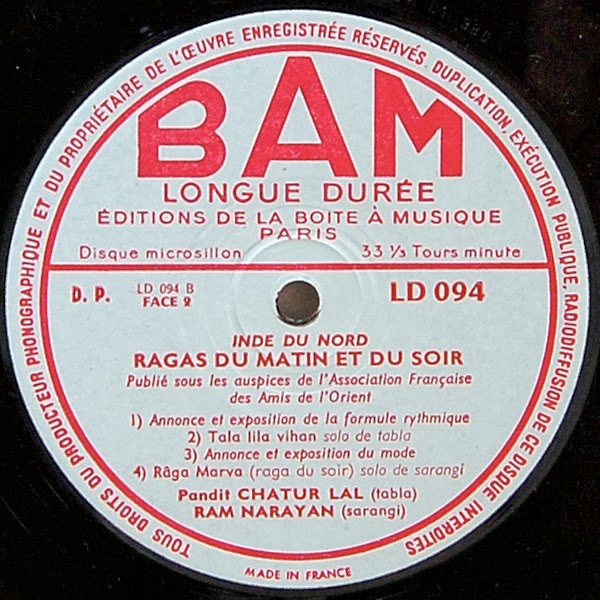 TOUS DROITS DU PRODUCTEUR PHONOGRAPHIQUE ET DU PROPRIÉTAIRE DE L'ŒUVRE ENREGISTRÉE RÉSERVÉS. DUPLICATION, EXÉCUTION PUBLIQUE, RADIODIFFUSION DE CE DISQUE INTERDITES
BAM
LONGUE DURÉE
ÉDITIONS DE LA BOITE À MUSIQUE
PARIS
Disque microsillon 33 1/3 Tours minute
D. P. LD 094 B LD 094
FACE 2
INDE DU NORD
RAGAS DU MATIN ET DU SOIR
Publié sous les auspices de l'Association Française
des Amis de l'Orient
1) Annonce et exposition de la formule rythmique
2) Tala lila vihan solo de tabla
3) Annonce et exposition du mode
4) Râga Marva (raga du soir) solo de sarangi
Pandit CHATUR LAL (tabla)
RAM NARAYAN (sarangi)
MADE IN FRANCE